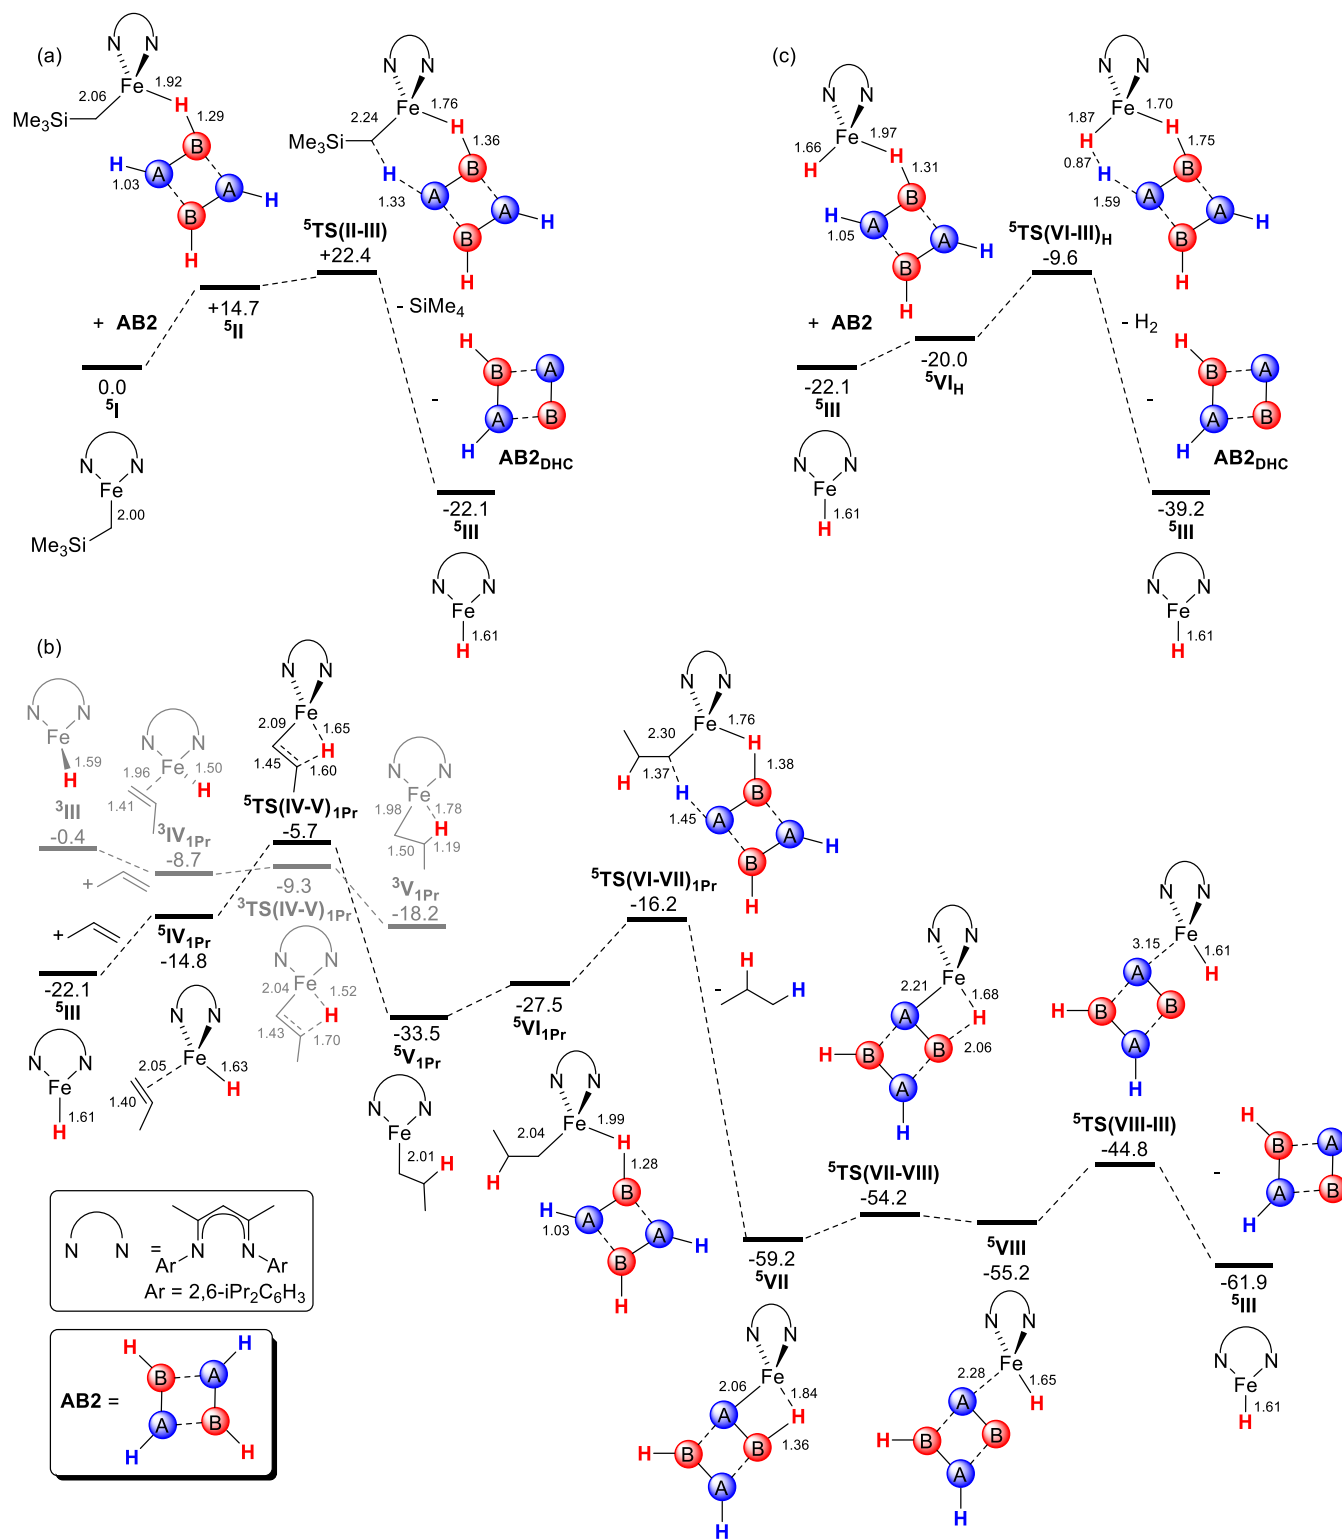 (a)
N N
Fe
1.92
2.06
H
Me3Si
1.29
B
H
A
1.03
A
H
B
H
N N
Fe
2.24
1.76
H
Me3Si
1.36
B
H
A
1.33
A
H
B
H
5TS(II-III)
+22.4
- SiMe4
+ AB2
+14.7
5II
0.0
5I
N N
Fe
2.00
Me3Si
-
H
B A
A B
H
AB2DHC
-22.1
5III
N N
Fe
1.61
H
(c)
N N
Fe
1.97
1.66
H
H
1.31
B
H
A
1.05
A
H
B
H
N N
Fe
1.70
1.87
H
H
1.75
0.87
B
H
A
1.59
A
H
B
H
5TS(VI-III)H
-9.6
- H2
+ AB2
-20.0
5VIH
-22.1
5III
N N
Fe
1.61
H
-
H
B A
A B
H
AB2DHC
-39.2
5III
N N
Fe
1.61
H
(b)
N N
Fe
1.59
H
3III
-0.4
+
N N
1.96
Fe
1.50
H
1.41
3IV1Pr
-8.7
N N
Fe
2.09
1.65
H
1.45
1.60
5TS(IV-V)1Pr
-5.7
-9.3
3TS(IV-V)1Pr
N N
Fe
2.04
1.52
H
1.43
1.70
N N
Fe
1.98
1.78
H
1.50
1.19
3V1Pr
-18.2
+
5IV1Pr
-14.8
-22.1
5III
N N
Fe
1.61
H
N N
2.05
Fe
1.63
H
1.40
-33.5
5V1Pr
N N
Fe
2.01
H
-27.5
5VI1Pr
N N
Fe
1.99
2.04
H
H
1.28
B
H
A
1.03
A
H
B
H
N N
Fe
1.76
2.30
H
H
1.37
1.38
B
H
A
1.45
A
H
B
H
5TS(VI-VII)1Pr
-16.2
-
H
H
-59.2
5VII
N N
Fe
2.06
1.84
A
H
H
B B
1.36
A
H
N N
Fe
2.21
1.68
A
H
H
B B
2.06
A
H
5TS(VII-VIII)
-54.2
5VIII
-55.2
N N
Fe
2.28
1.65
H
A
H
B B
A
H
N N
Fe
3.15
1.61
H
A
H
B B
A
H
5TS(VIII-III)
-44.8
-
H
B A
A B
H
-61.9
5III
N N
Fe
1.61
H
N N
=
N N
Ar Ar
Ar = 2,6-iPr2C6H3
AB2 =
H H
B A
A B
H H